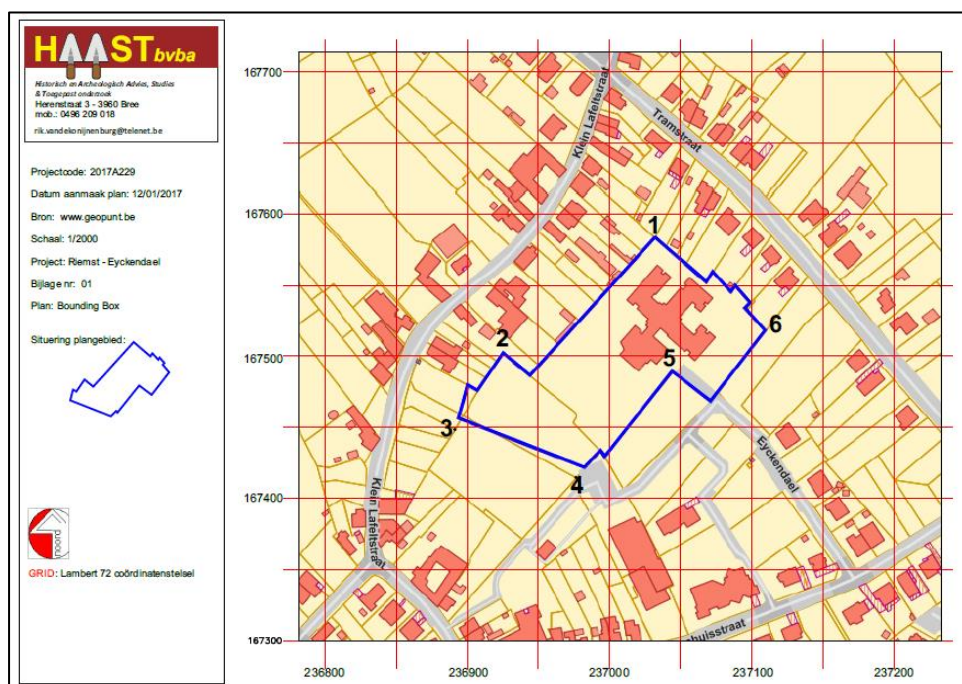 HAAST bvba
Historisch en Archeologisch Advies, Studies
& Toegepast onderzoek
Herenstraat 3 - 3960 Bree
mob.: 0496 209 018
rik.vandekonijnenburg@telenet.be
Projectcode: 2017A229
Datum aanmaak plan: 12/01/2017
Bron: www.geopunt.be
Schaal: 1/2000
Project: Riemst - Eyckendael
Bijlage nr: 01
Plan: Bounding Box
Situering plangebied:
noord
GRID: Lambert 72 coördinatenstelsel
167700
167600
167500
167400
167300
236800
236900
237000
237100
237200
Klein Lafeltstraat
Tramstraat
1
2
6
5
3
4
Klein Lafeltstraat
Eyckendael
huisstraat